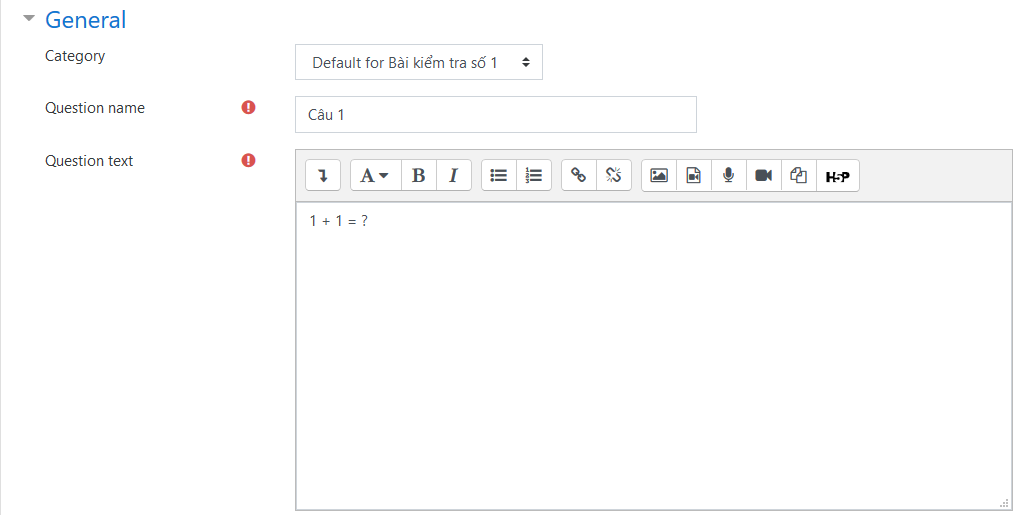 General
Category
Default for Bài kiểm tra số 1
Question name
Câu 1
Question text
A B I
H5P
1 + 1 = ?